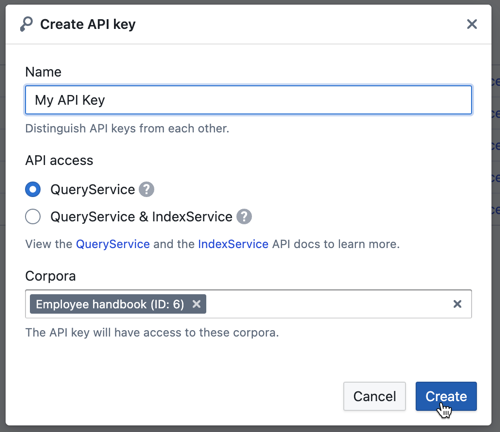 Create API key
Name
My API Key
Distinguish API keys from each other.
API access
QueryService ?
QueryService & IndexService ?
View the QueryService and the IndexService API docs to learn more.
Corpora
Employee handbook (ID: 6)
The API key will have access to these corpora.
Cancel Create